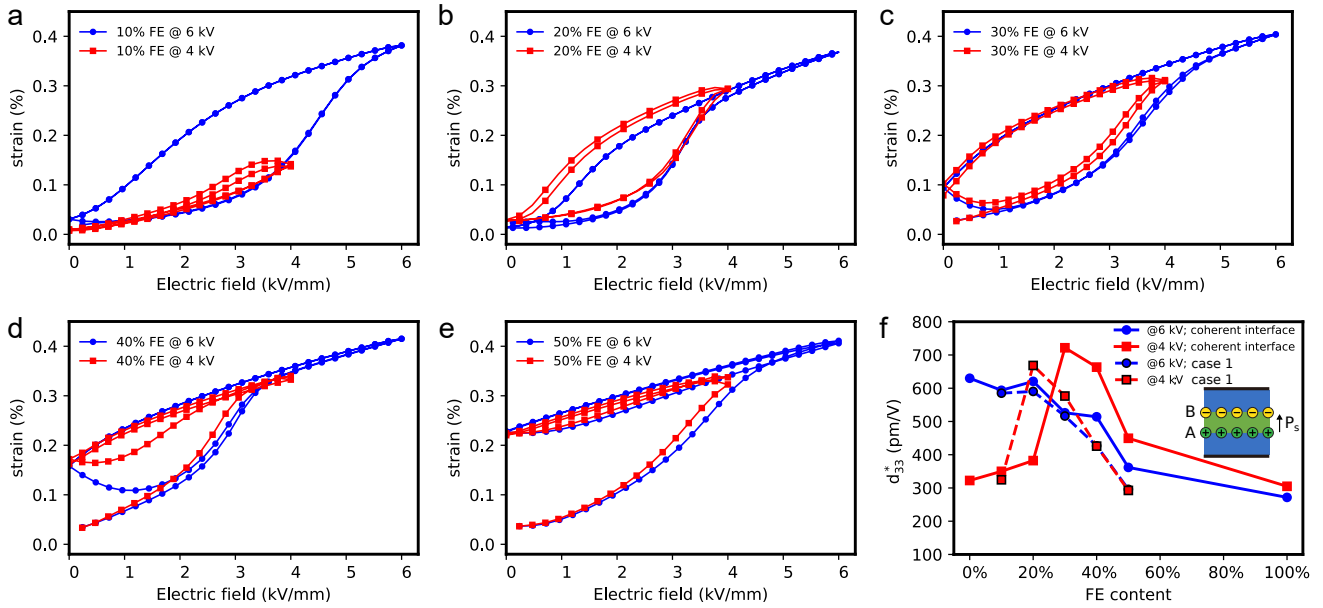 a
10% FE @ 6 kV
10% FE @ 4 kV
strain (%)
0.4
0.3
0.2
0.1
0.0
0 1 2 3 4 5 6
Electric field (kV/mm)
b
20% FE @ 6 kV
20% FE @ 4 kV
strain (%)
0.4
0.3
0.2
0.1
0.0
0 1 2 3 4 5 6
Electric field (kV/mm)
c
30% FE @ 6 kV
30% FE @ 4 kV
strain (%)
0.4
0.3
0.2
0.1
0.0
0 1 2 3 4 5 6
Electric field (kV/mm)
d
40% FE @ 6 kV
40% FE @ 4 kV
strain (%)
0.4
0.3
0.2
0.1
0.0
0 1 2 3 4 5 6
Electric field (kV/mm)
e
50% FE @ 6 kV
50% FE @ 4 kV
strain (%)
0.4
0.3
0.2
0.1
0.0
0 1 2 3 4 5 6
Electric field (kV/mm)
f
@6 kV; coherent interface
@4 kV; coherent interface
@6 kV; case 1
@4 kV case 1
B − − − − −
A + + + + +
Ps
d*33 (pm/V)
800
700
600
500
400
300
200
100
0% 20% 40% 60% 80% 100%
FE content